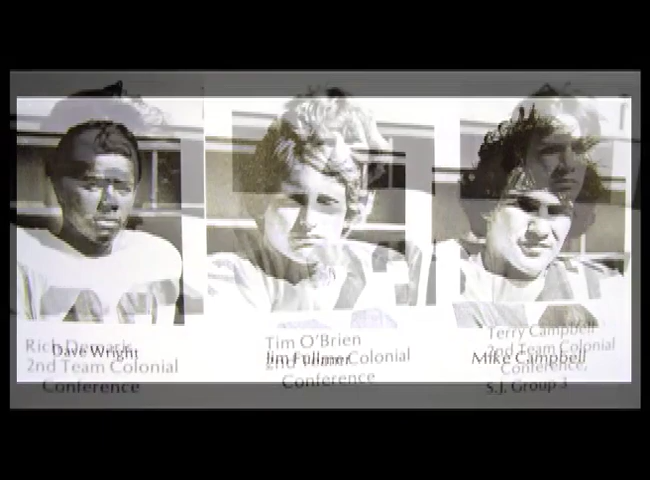 Rich Demark
Dave Wright
2nd Team Colonial
Conference
Tim O'Brien
Jim Fullmer
2nd Team Colonial
Conference
Terry Campbell
2nd Team Colonial
Mike Campbell
Conference,
S.J. Group 3